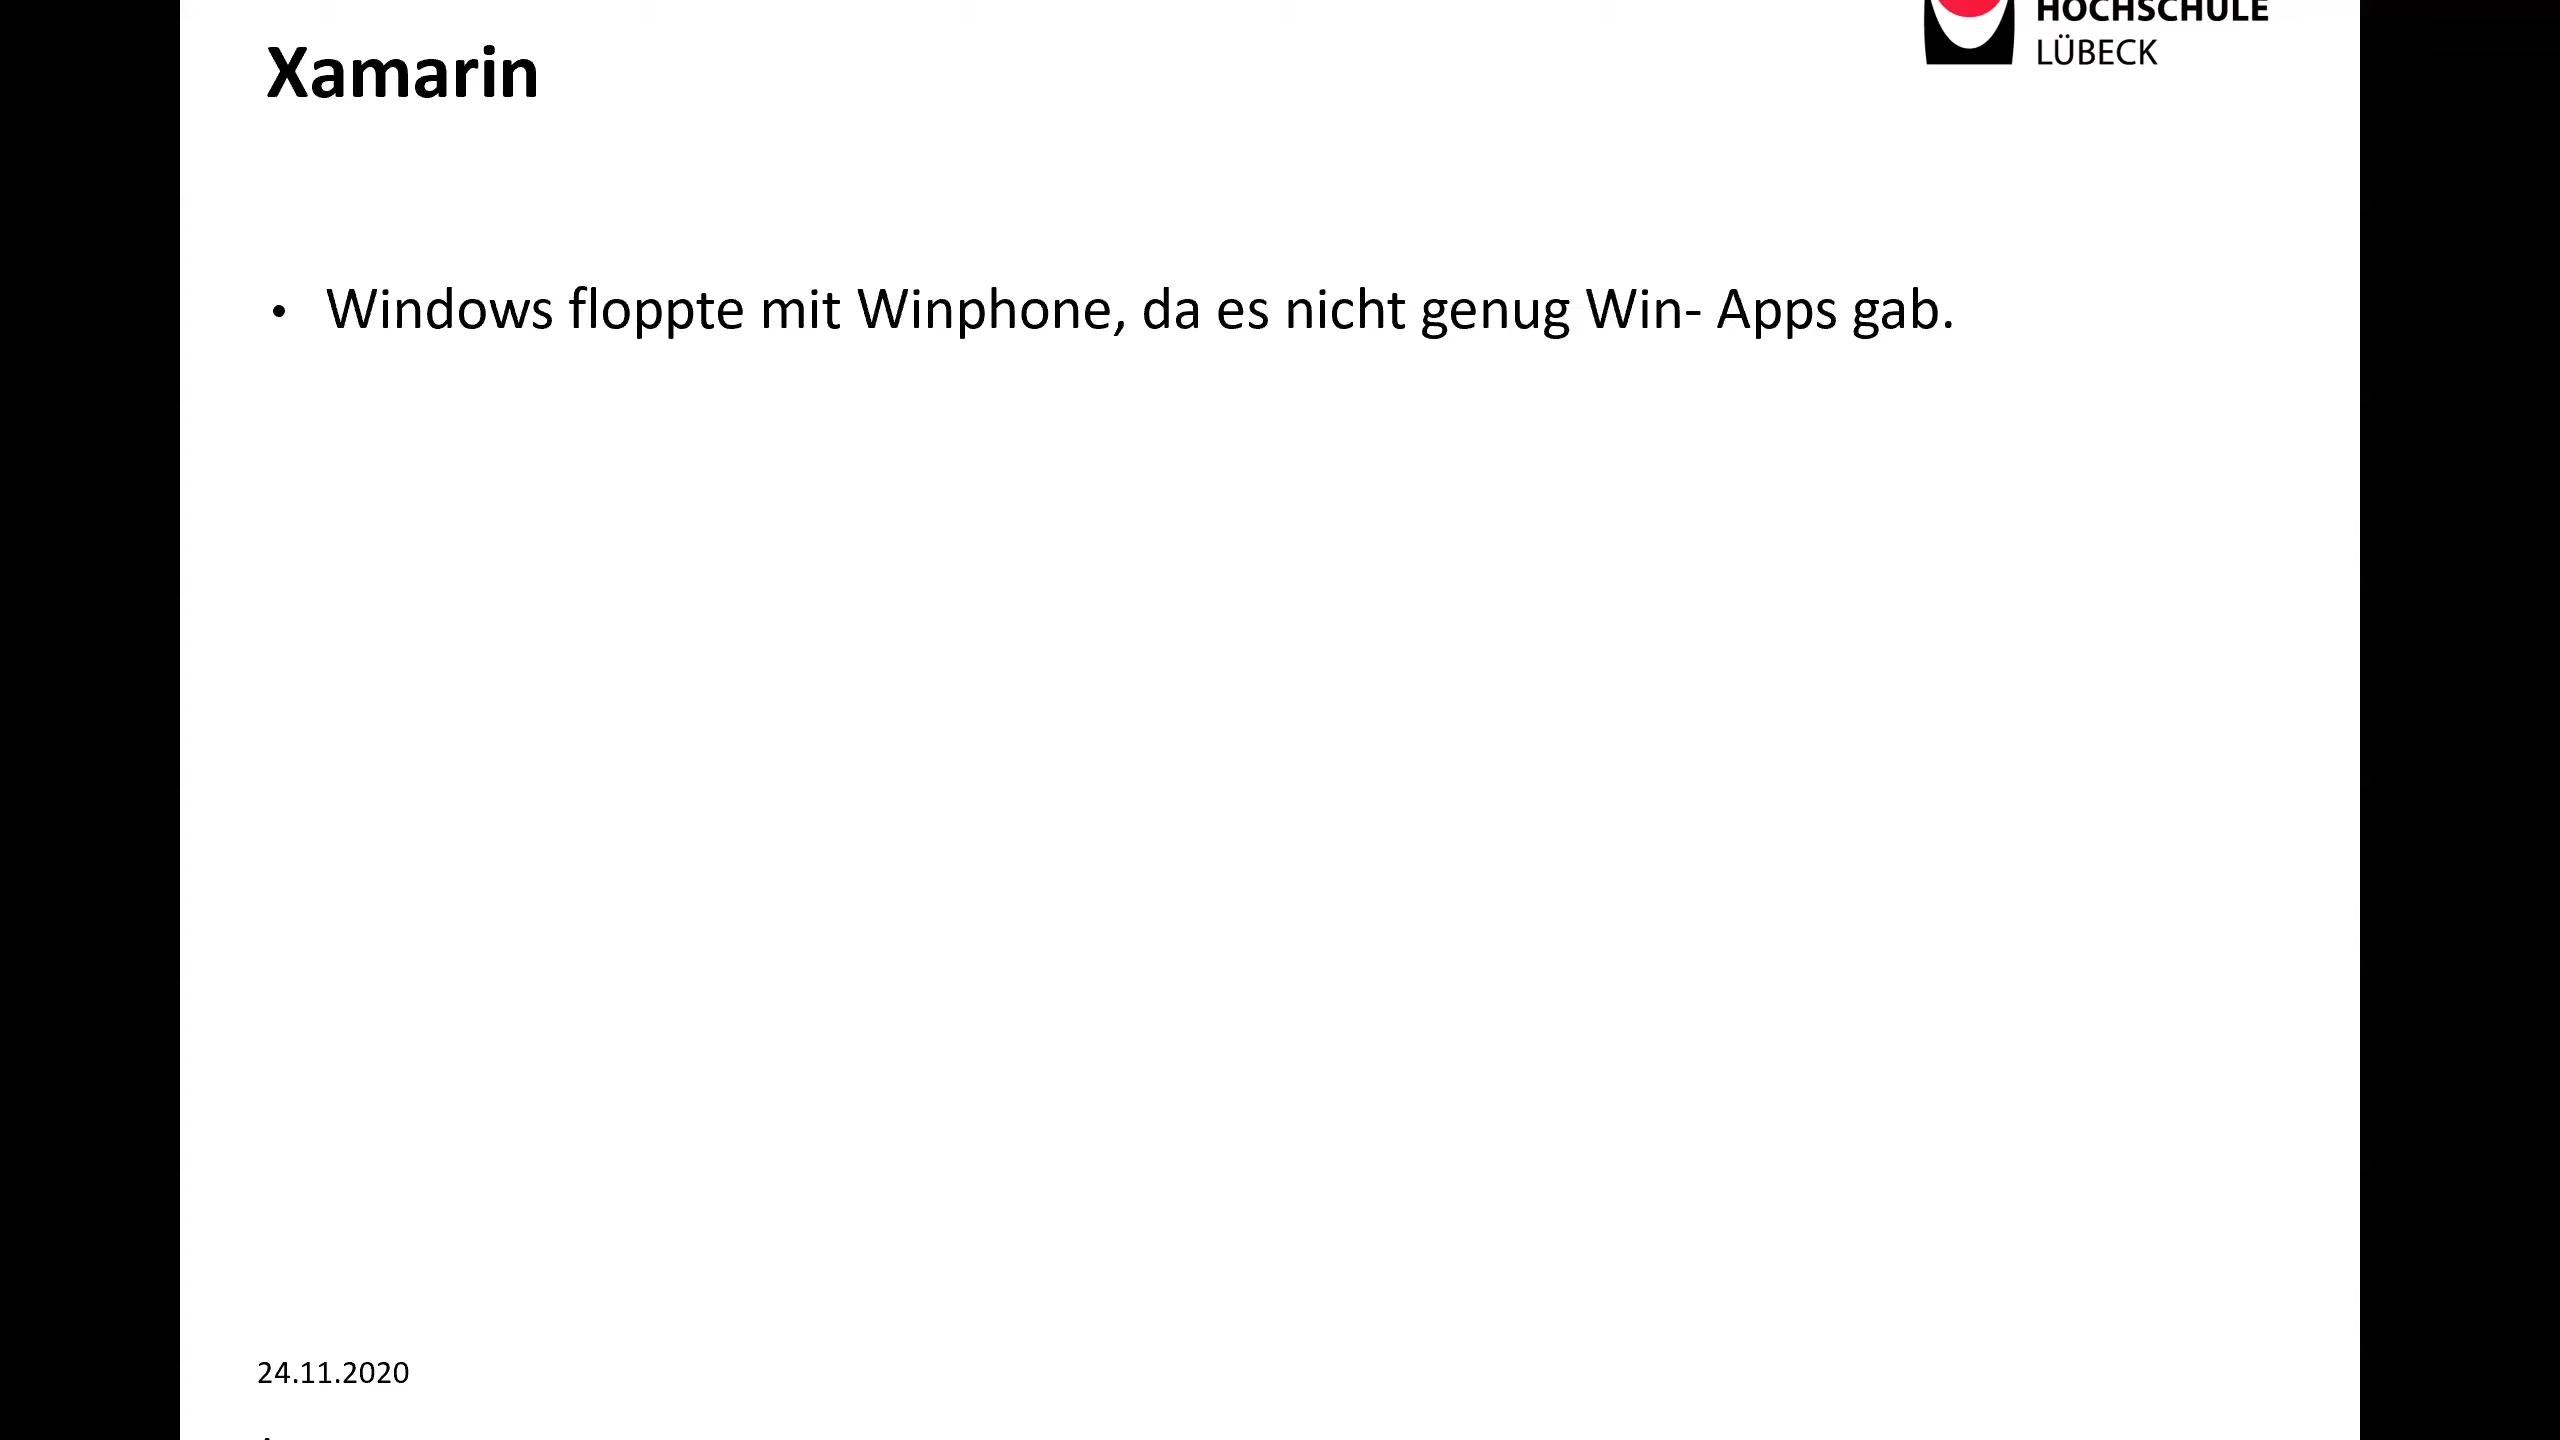 HOCHSCHULE
LÜBECK
Xamarin
• Windows floppte mit Winphone, da es nicht genug Win- Apps gab.
24.11.2020